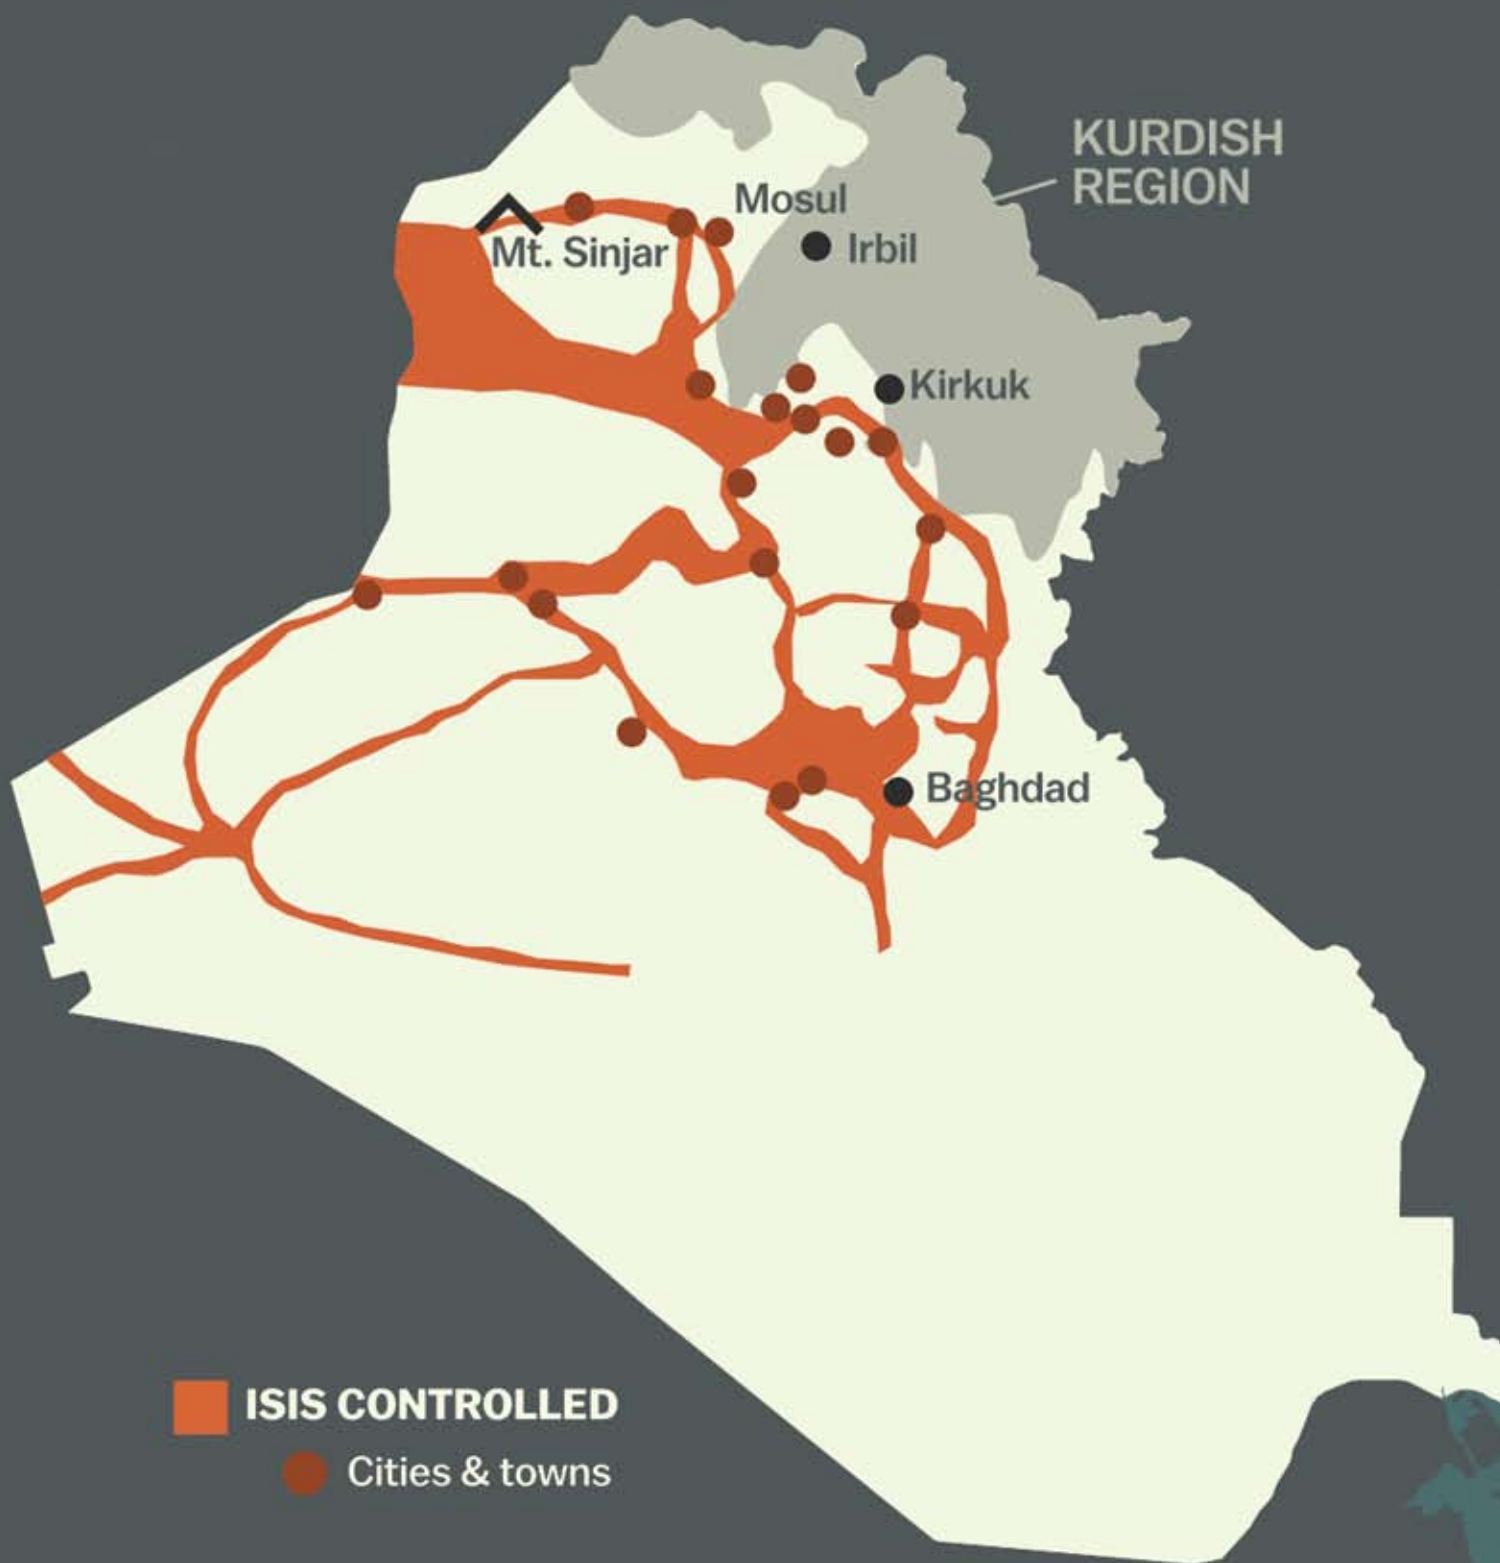 KURDISH
REGION
Mosul
Irbil
Mt. Sinjar
Kirkuk
Baghdad
ISIS CONTROLLED
Cities & towns